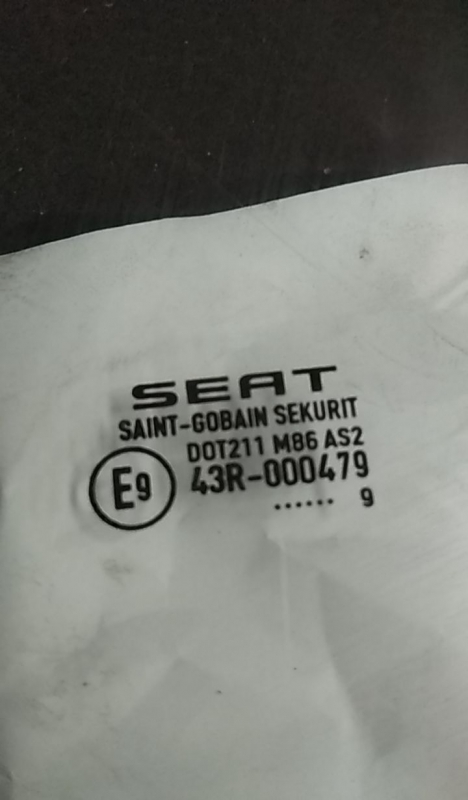 SEAT
SAINT-GOBAIN SEKURIT
DOT211 M86 AS2
E9
43R-000479
...... 9